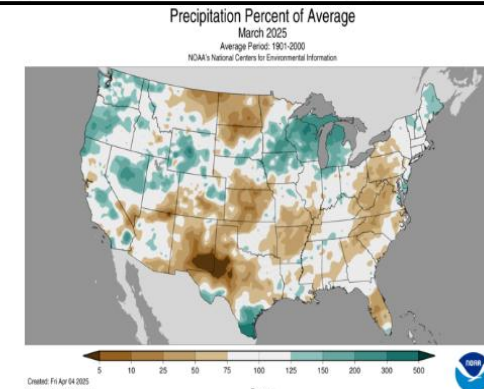 Precipitation Percent of Average
March 2025
Average Period: 1901-2000
NOAA's National Centers for Environmental Information
5 10 25 50 75 100 125 150 200 300 500
Created: Fri Apr 04 2025
NOAA